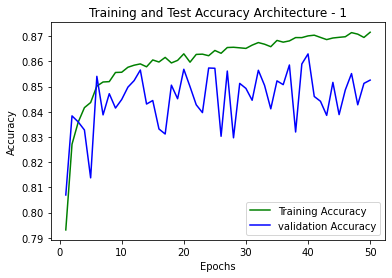 Training and Test Accuracy Architecture - 1
0.87
0.86
0.85
0.84
0.83
0.82
0.81
0.80
0.79
Accuracy
Training Accuracy
validation Accuracy
0 10 20 30 40 50
Epochs